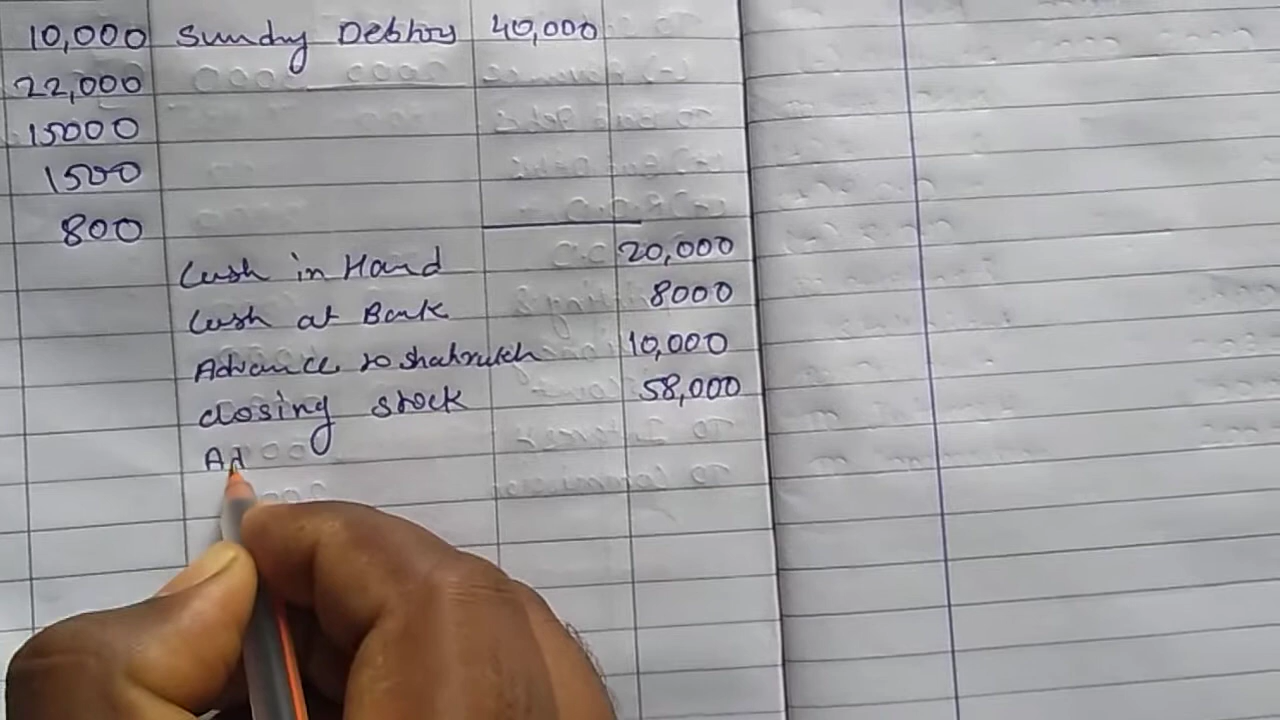 10,000 Sundry Debtors 40,000
22,000
15000
1500
800
20,000
Cash in Hand
8000
Cash at Bank
Advance to Shahrukh 10,000
closing stock 58,000
Ad